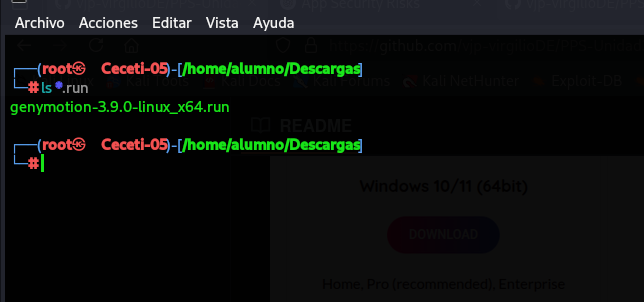 Archivo Acciones Editar Vista Ayuda
┌──(root㉿ Ceceti-05)-[/home/alumno/Descargas]
└─# ls *.run
genymotion-3.9.0-linux_x64.run
┌──(root㉿ Ceceti-05)-[/home/alumno/Descargas]
└─#
README
Windows 10/11 (64bit)
DOWNLOAD
Home, Pro (recommended), Enterprise